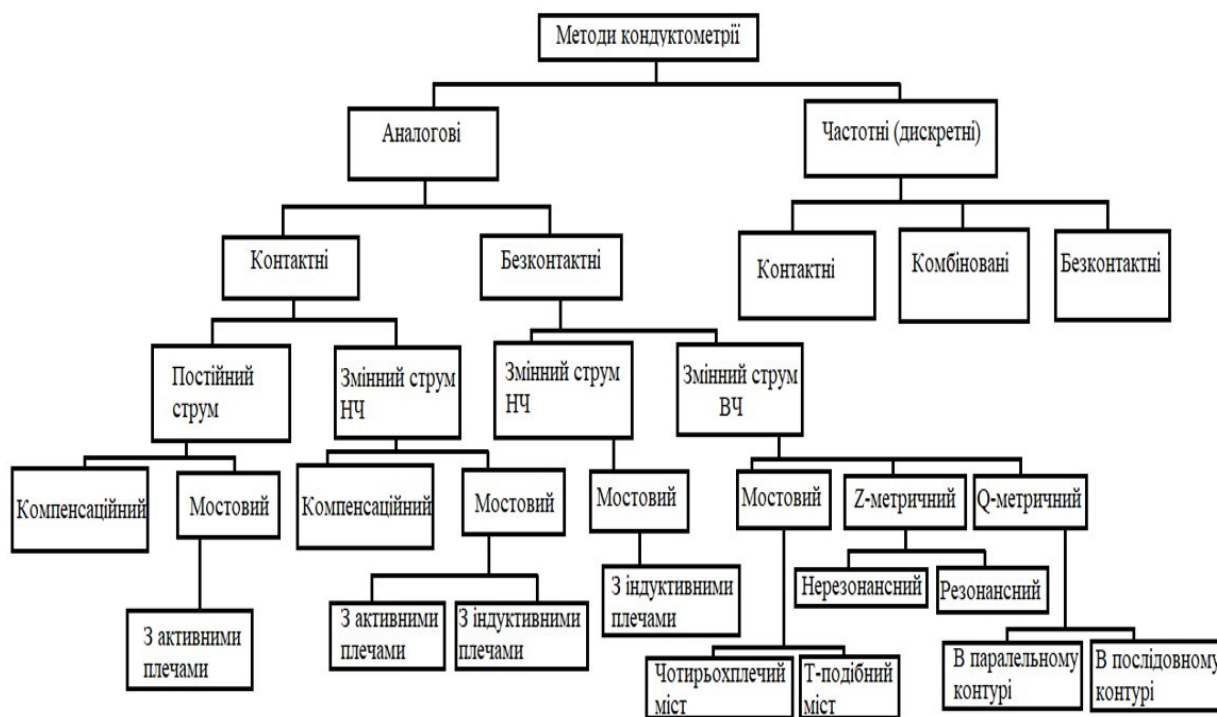 Методи кондуктометрії
Аналогові
Частотні (дискретні)
Контактні
Безконтактні
Контактні
Комбіновані
Безконтактні
Постійний
струм
Змінний струм
НЧ
Змінний струм
НЧ
Змінний струм
ВЧ
Компенсаційний
Мостовий
Компенсаційний
Мостовий
Мостовий
Мостовий
Z-метричний
Q-метричний
Нерезонансний
Резонансний
З активними
плечами
З активними
плечами
З індуктивними
плечами
З індуктивними
плечами
Чотирьохплечий
міст
Т-подібний
міст
В паралельному
контурі
В послідовному
контурі